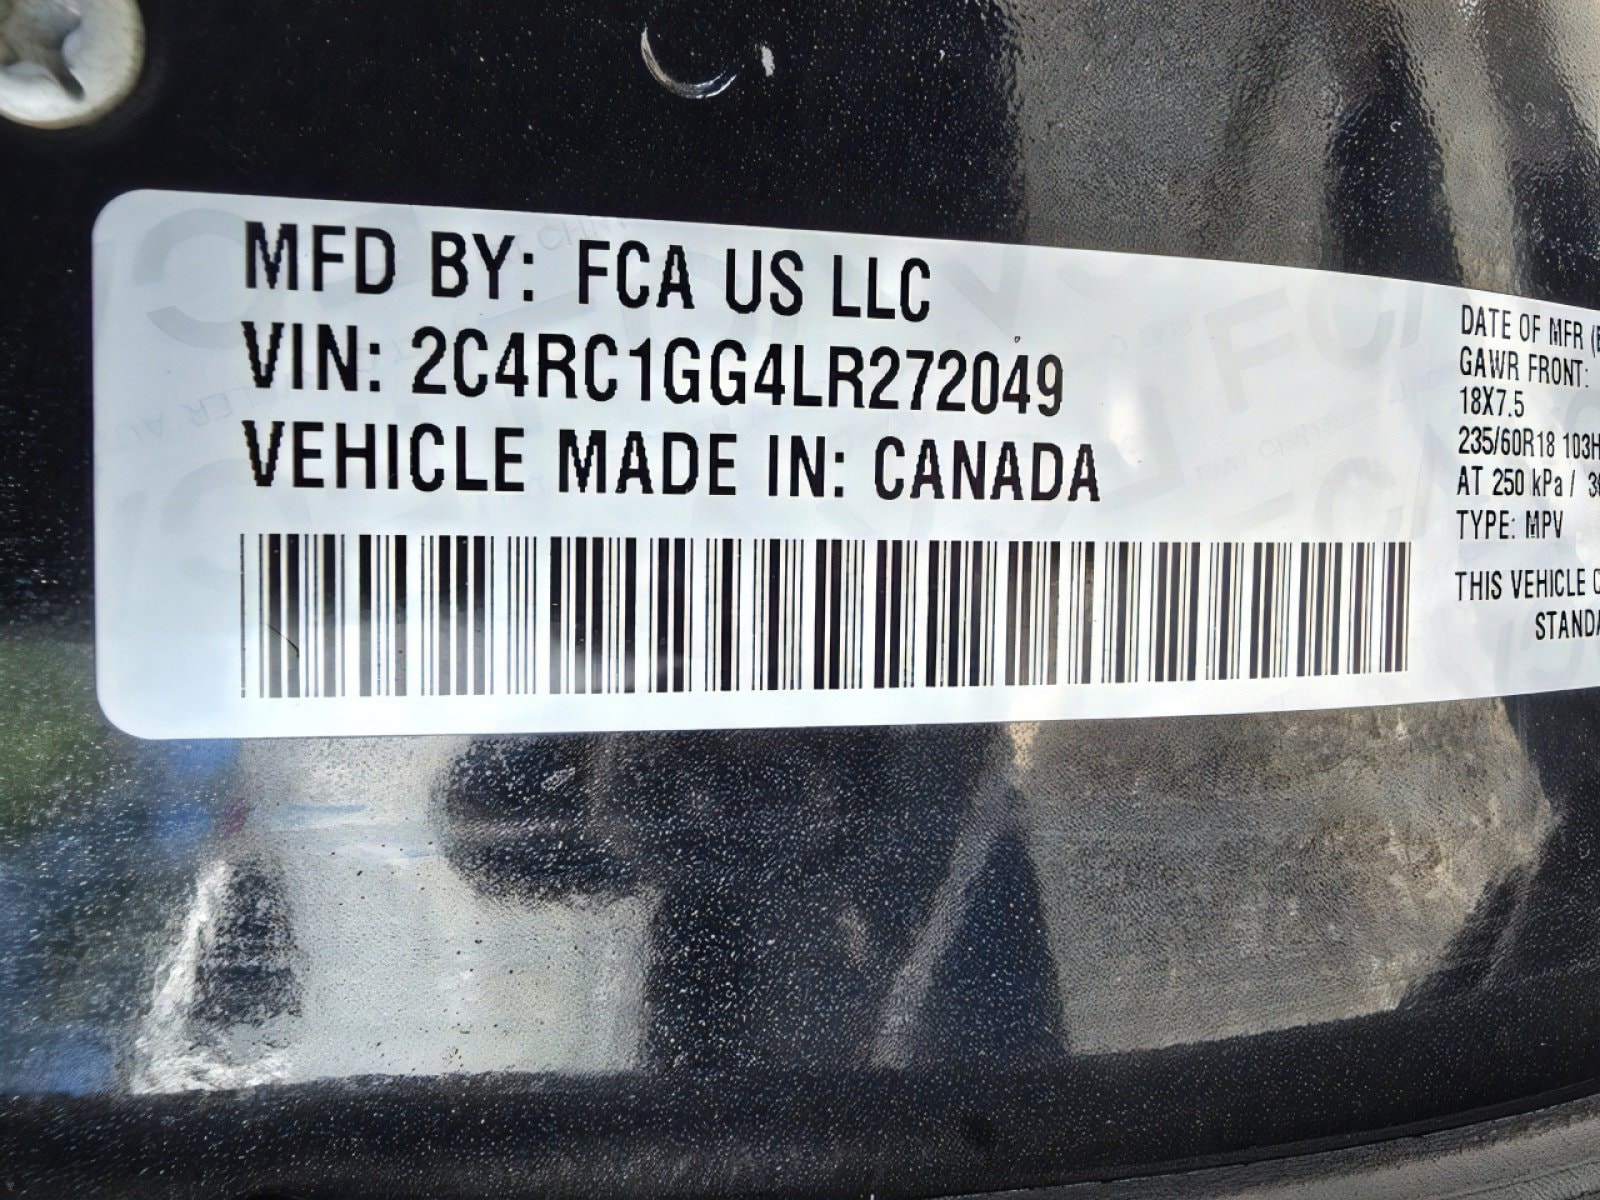 MFD BY: FCA US LLC
VIN: 2C4RC1GG4LR272049
VEHICLE MADE IN: CANADA
DATE OF MFR
GAWR FRONT:
18X7.5
235/60R18 103H
AT 250 kPa /
TYPE: MPV
THIS VEHICLE